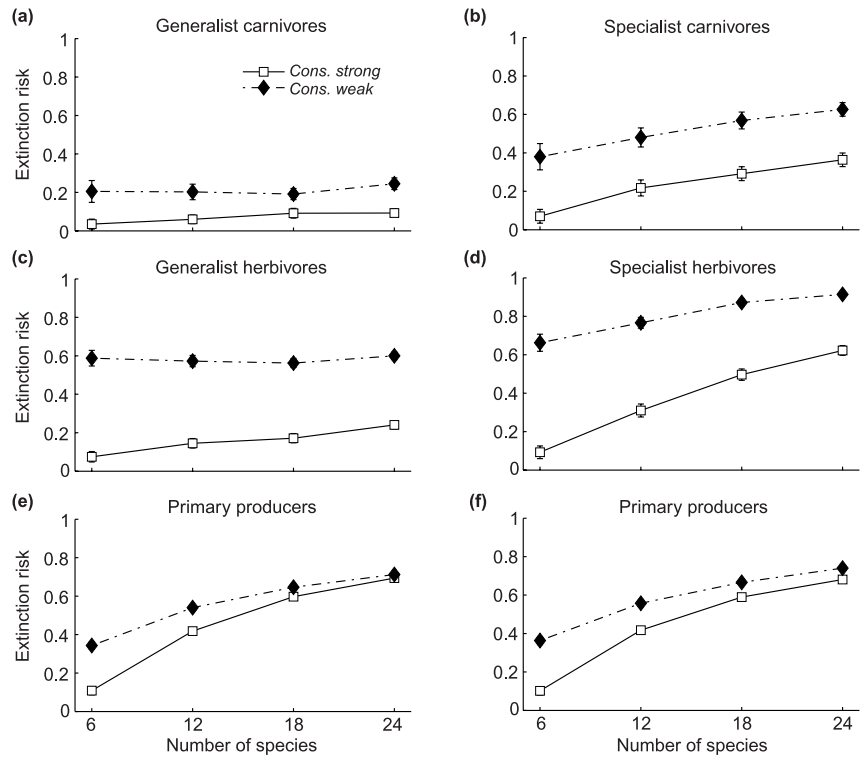 (a)
Generalist carnivores
1
0.8
0.6
0.4
0.2
0
Extinction risk
Cons. strong
Cons. weak
(b)
Specialist carnivores
1
0.8
0.6
0.4
0.2
0
(c)
Generalist herbivores
1
0.8
0.6
0.4
0.2
0
Extinction risk
(d)
Specialist herbivores
1
0.8
0.6
0.4
0.2
0
(e)
Primary producers
1
0.8
0.6
0.4
0.2
0
Extinction risk
6 12 18 24
Number of species
(f)
Primary producers
1
0.8
0.6
0.4
0.2
0
6 12 18 24
Number of species